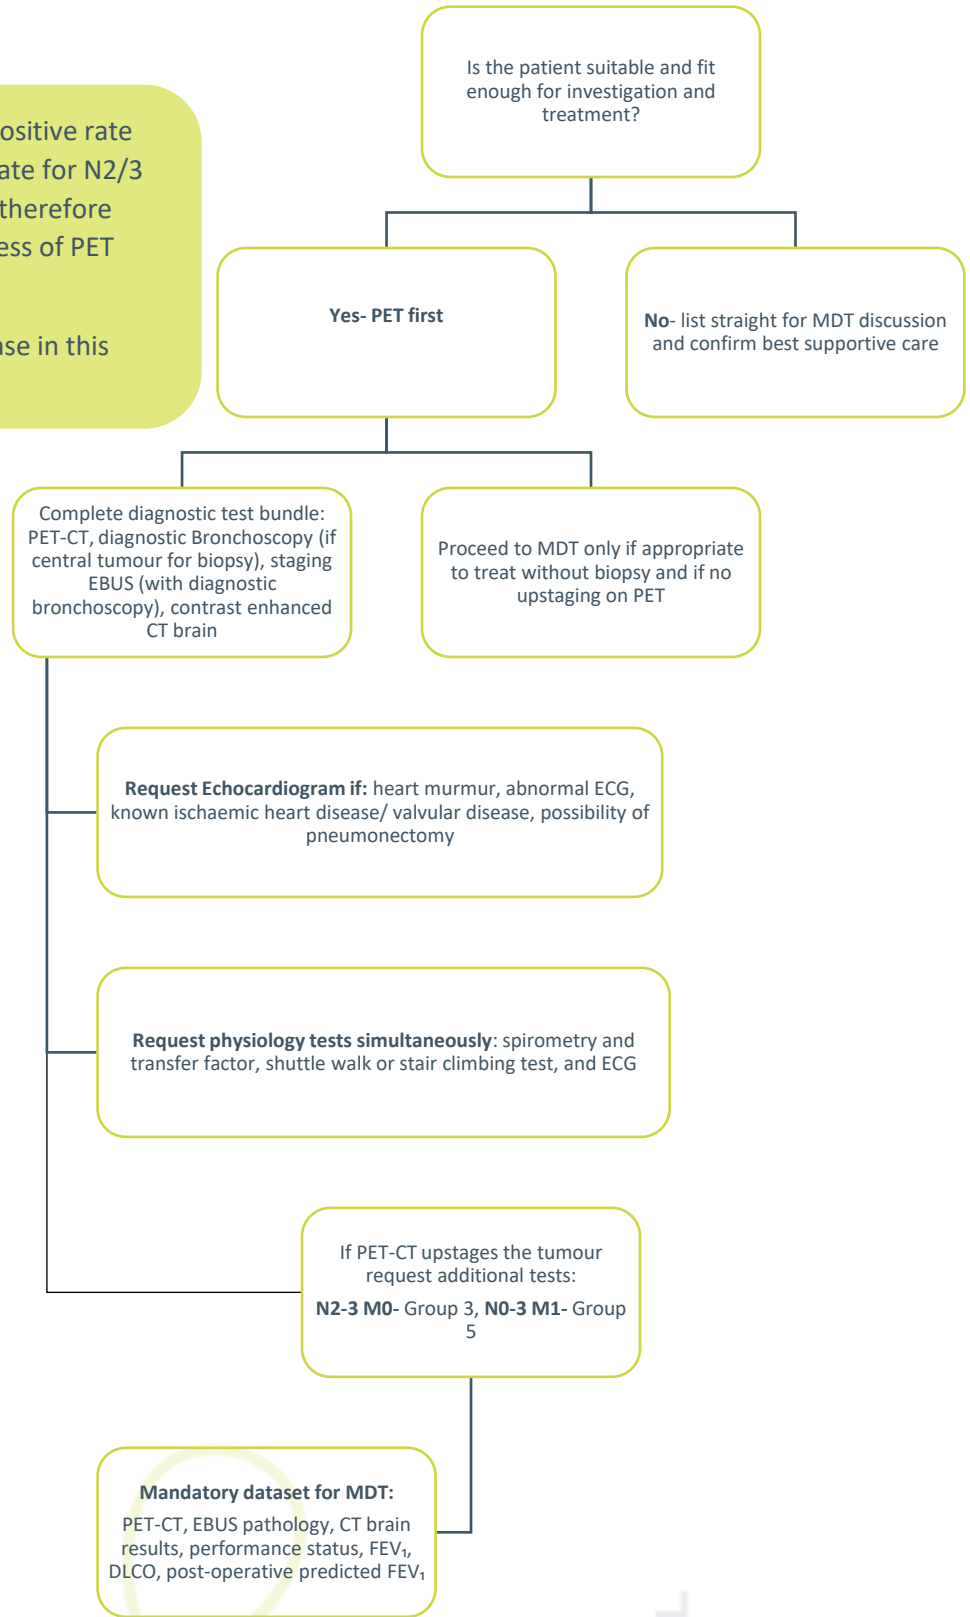 Is the patient suitable and fit
enough for investigation and
treatment?
ositive rate
ate for N2/3
therefore
ess of PET
ase in this
Yes- PET first
No- list straight for MDT discussion
and confirm best supportive care
Complete diagnostic test bundle:
PET-CT, diagnostic Bronchoscopy (if
central tumour for biopsy), staging
EBUS (with diagnostic
bronchoscopy), contrast enhanced
CT brain
Proceed to MDT only if appropriate
to treat without biopsy and if no
upstaging on PET
Request Echocardiogram if: heart murmur, abnormal ECG,
known ischaemic heart disease/ valvular disease, possibility of
pneumonectomy
Request physiology tests simultaneously: spirometry and
transfer factor, shuttle walk or stair climbing test, and ECG
If PET-CT upstages the tumour
request additional tests:
N2-3 M0- Group 3, N0-3 M1- Group
5
Mandatory dataset for MDT:
PET-CT, EBUS pathology, CT brain
results, performance status, FEV₁,
DLCO, post-operative predicted FEV₁